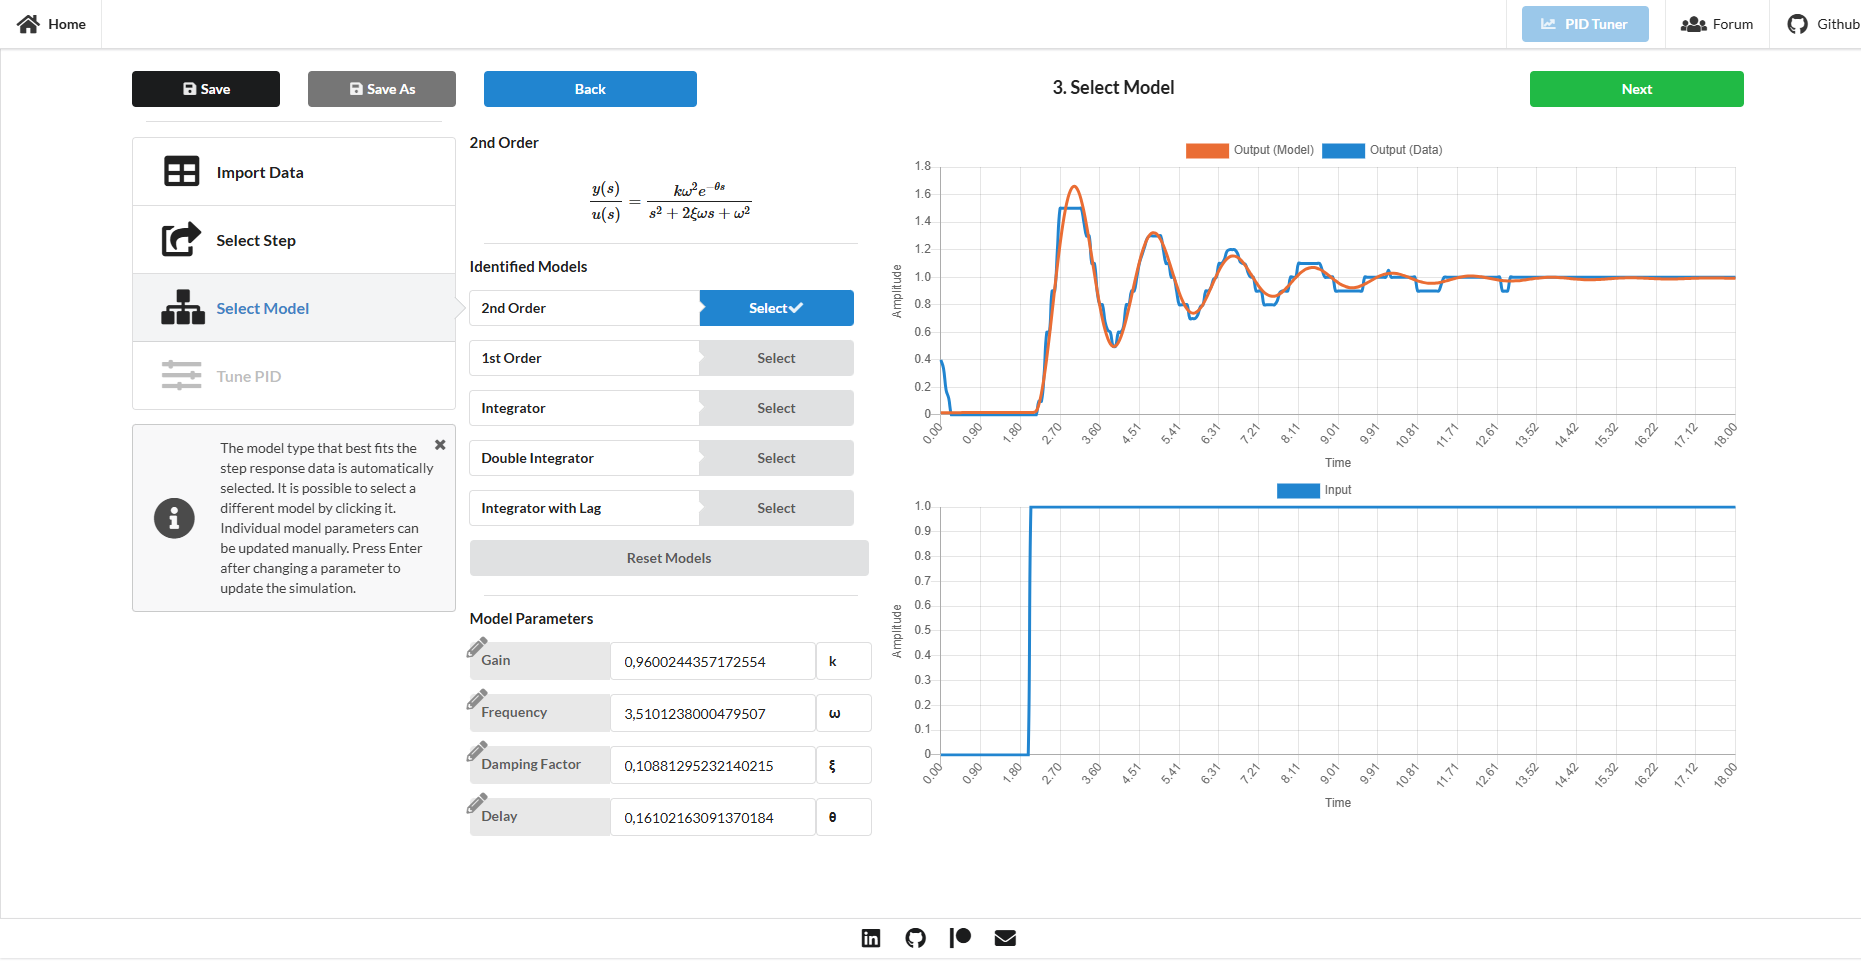 Home
PID Tuner
Forum
Github
Save
Save As
Back
3. Select Model
Next
Import Data
Select Step
Select Model
Tune PID
The model type that best fits the
step response data is automatically
selected. It is possible to select a
different model by clicking it.
Individual model parameters can
be updated manually. Press Enter
after changing a parameter to
update the simulation.
2nd Order
y(s)/u(s) = kω²e^(−θs) / (s² + 2ξωs + ω²)
Identified Models
2nd Order Select
1st Order Select
Integrator Select
Double Integrator Select
Integrator with Lag Select
Reset Models
Model Parameters
Gain 0,9600244357172554 k
Frequency 3,5101238000479507 ω
Damping Factor 0,10881295232140215 ξ
Delay 0,16102163091370184 θ
Output (Model) Output (Data)
1.8
1.6
1.4
1.2
1.0
0.8
0.6
0.4
0.2
0
Amplitude
0.00 0.90 1.80 2.70 3.60 4.51 5.41 6.31 7.21 8.11 9.01 9.91 10.81 11.71 12.61 13.52 14.42 15.32 16.22 17.12 18.00
Time
Input
1.0
0.9
0.8
0.7
0.6
0.5
0.4
0.3
0.2
0.1
0
Amplitude
0.00 0.90 1.80 2.70 3.60 4.51 5.41 6.31 7.21 8.11 9.01 9.91 10.81 11.71 12.61 13.52 14.42 15.32 16.22 17.12 18.00
Time